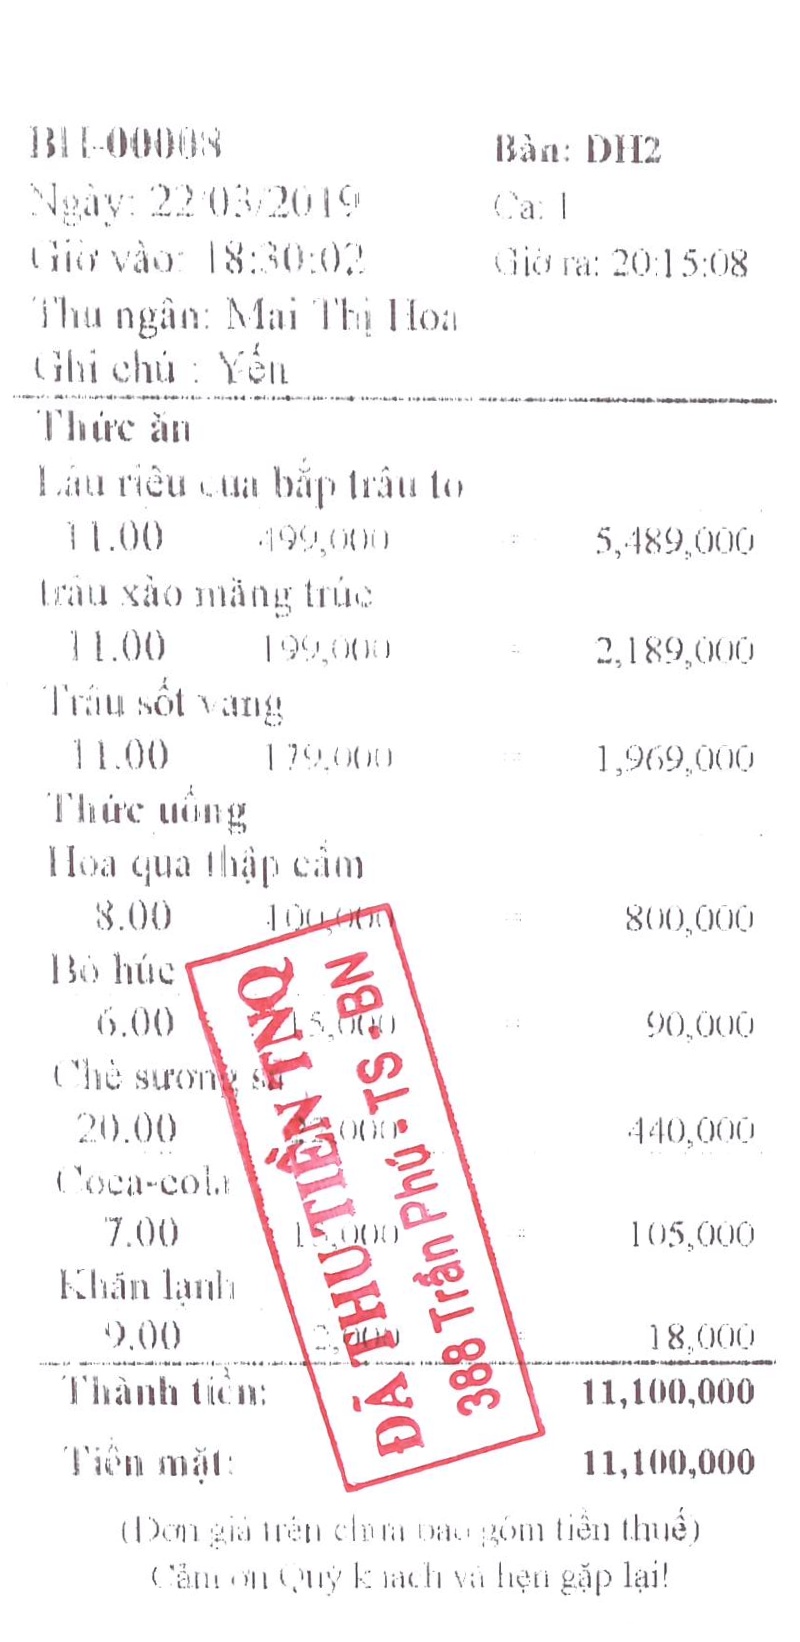 BH-00008 Bàn: DH2
Ngày: 22/03/2019 Ca: 1
Giờ vào: 18:30:02 Giờ ra: 20:15:08
Thu ngân: Mai Thị Hoa
Ghi chú : Yến
Thức ăn
Lẩu riêu cua bắp trâu to
11.00 499,000 = 5,489,000
trâu xào măng trúc
11.00 199,000 = 2,189,000
Trâu sốt vang
11.00 179,000 = 1,969,000
Thức uống
Hoa quả thập cẩm
8.00 100,000 = 800,000
Bò húc
6.00 15,000 = 90,000
Chè sương sa
20.00 22,000 440,000
Coca-cola
7.00 15,000 = 105,000
Khăn lạnh
9.00 2,000 = 18,000
Thành tiền: 11,100,000
Tiền mặt: 11,100,000
(Đơn giá trên chưa bao gồm tiền thuế)
Cảm ơn Quý khách và hẹn gặp lại!
ĐÃ THU TIỀN TNQ
388 Trần Phú - TS - BN